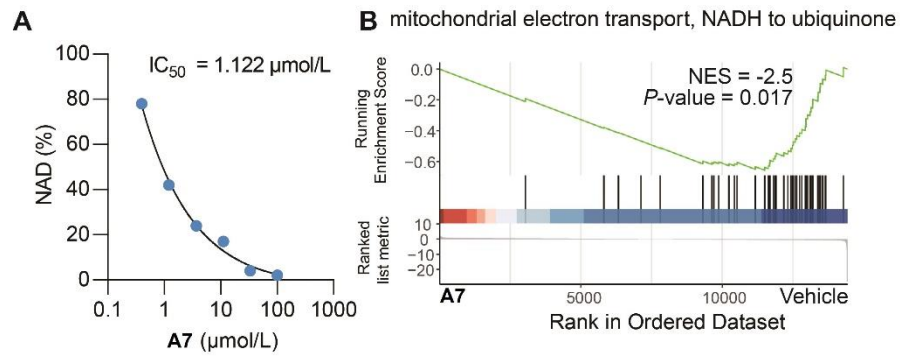 A
IC50 = 1.122 μmol/L
NAD (%)
100
80
60
40
20
0
0.1 1 10 100 1000
A7 (μmol/L)
B mitochondrial electron transport, NADH to ubiquinone
NES = -2.5
P-value = 0.017
Running
Enrichment Score
0.0
−0.2
−0.4
−0.6
Ranked
list metric
10
0
−10
−20
A7 5000 10000 Vehicle
Rank in Ordered Dataset